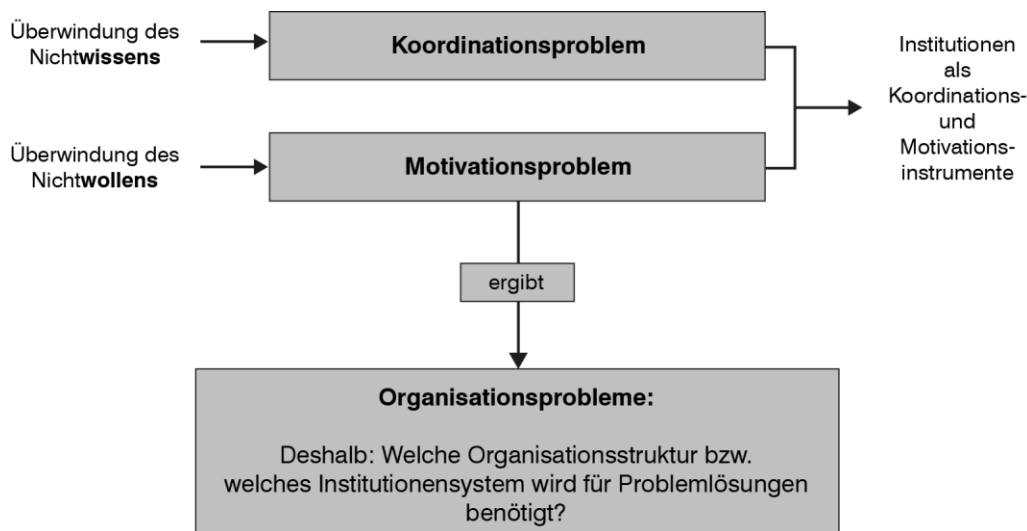 Überwindung des
Nichtwissens
Koordinationsproblem
Institutionen
als
Koordinations-
und
Motivations-
instrumente
Überwindung des
Nichtwollens
Motivationsproblem
ergibt
Organisationsprobleme:
Deshalb: Welche Organisationsstruktur bzw.
welches Institutionensystem wird für Problemlösungen
benötigt?